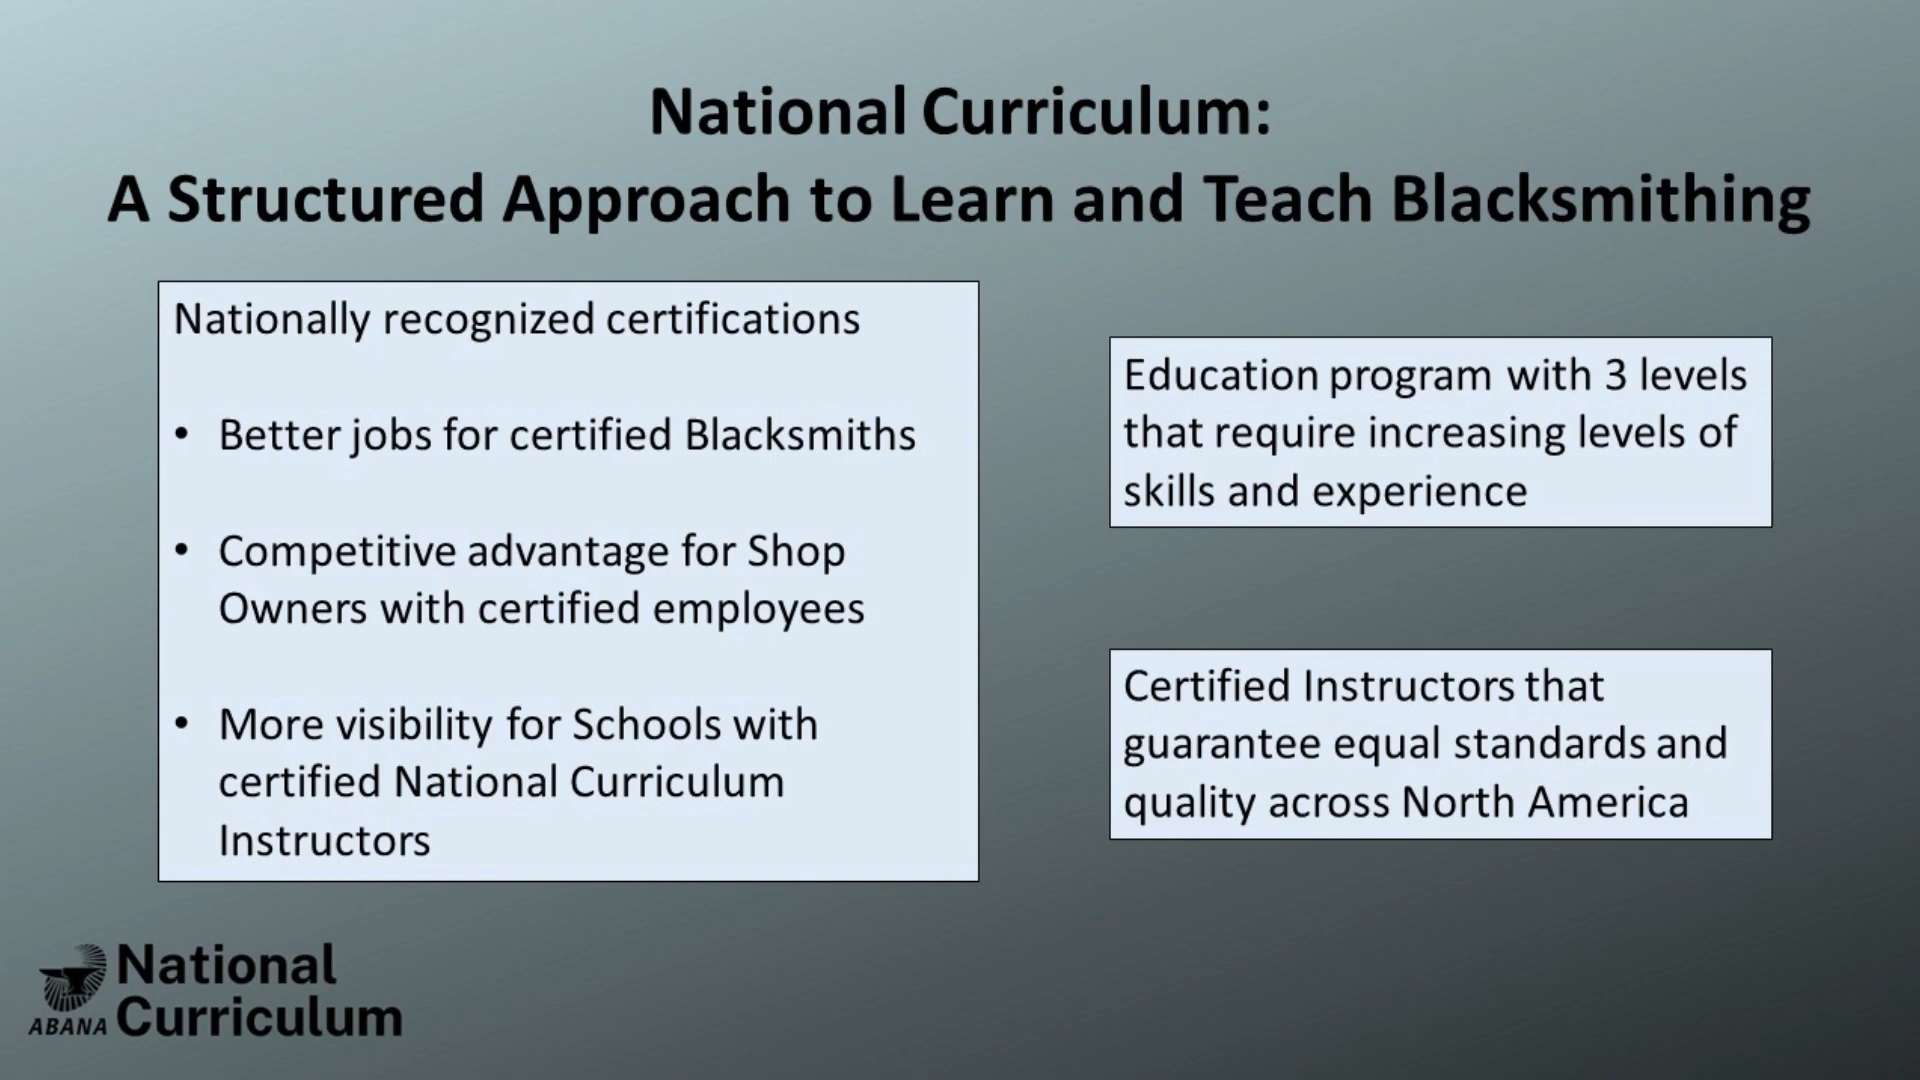 National Curriculum:
A Structured Approach to Learn and Teach Blacksmithing
Nationally recognized certifications
• Better jobs for certified Blacksmiths
• Competitive advantage for Shop
Owners with certified employees
• More visibility for Schools with
certified National Curriculum
Instructors
Education program with 3 levels
that require increasing levels of
skills and experience
Certified Instructors that
guarantee equal standards and
quality across North America
ABANA
National
Curriculum